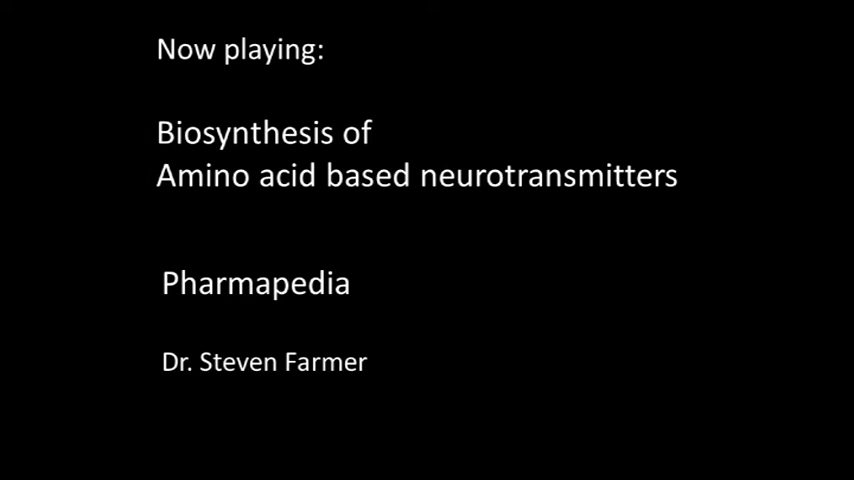 Now playing:
Biosynthesis of
Amino acid based neurotransmitters
Pharmapedia
Dr. Steven Farmer